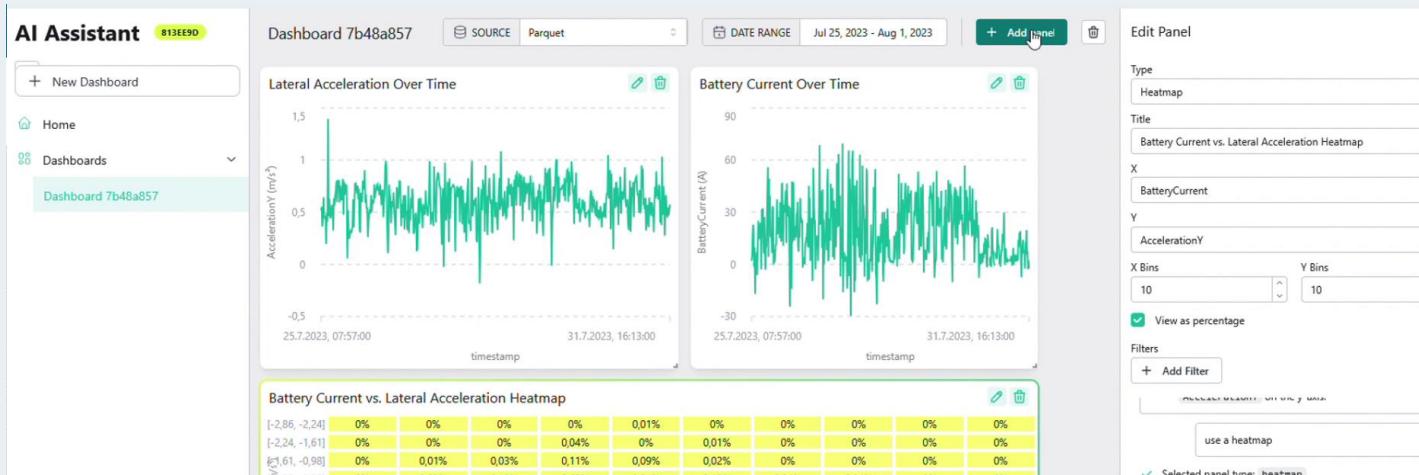 AI Assistant 813EE9D
New Dashboard
Home
Dashboards
Dashboard 7b48a857
Dashboard 7b48a857
SOURCE Parquet
DATE RANGE Jul 25, 2023 - Aug 1, 2023
Add panel
Lateral Acceleration Over Time
1,5
1
0,5
0
-0,5
AccelerationY (m/s²)
25.7.2023, 07:57:00 31.7.2023, 16:13:00
timestamp
Battery Current Over Time
90
60
30
0
-30
BatteryCurrent (A)
25.7.2023, 07:57:00 31.7.2023, 16:13:00
timestamp
Battery Current vs. Lateral Acceleration Heatmap
[-2,86, -2,24] 0% 0% 0% 0% 0,01% 0% 0% 0% 0% 0%
[-2,24, -1,61] 0% 0% 0% 0,04% 0% 0,01% 0% 0% 0% 0%
[-1,61, -0,98] 0% 0,01% 0,03% 0,11% 0,09% 0,02% 0% 0% 0% 0%
Edit Panel
Type
Heatmap
Title
Battery Current vs. Lateral Acceleration Heatmap
X
BatteryCurrent
Y
AccelerationY
X Bins Y Bins
10 10
View as percentage
Filters
Add Filter
AccelerationY on the y-axis.
use a heatmap
Selected panel type: heatmap